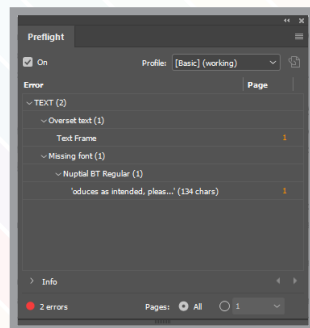 Preflight
On Profile: [Basic] (working)
Error Page
TEXT (2)
Overset text (1)
Text Frame 1
Missing font (1)
Nuptial BT Regular (1)
'oduces as intended, pleas...' (134 chars) 1
Info
2 errors Pages: All 1